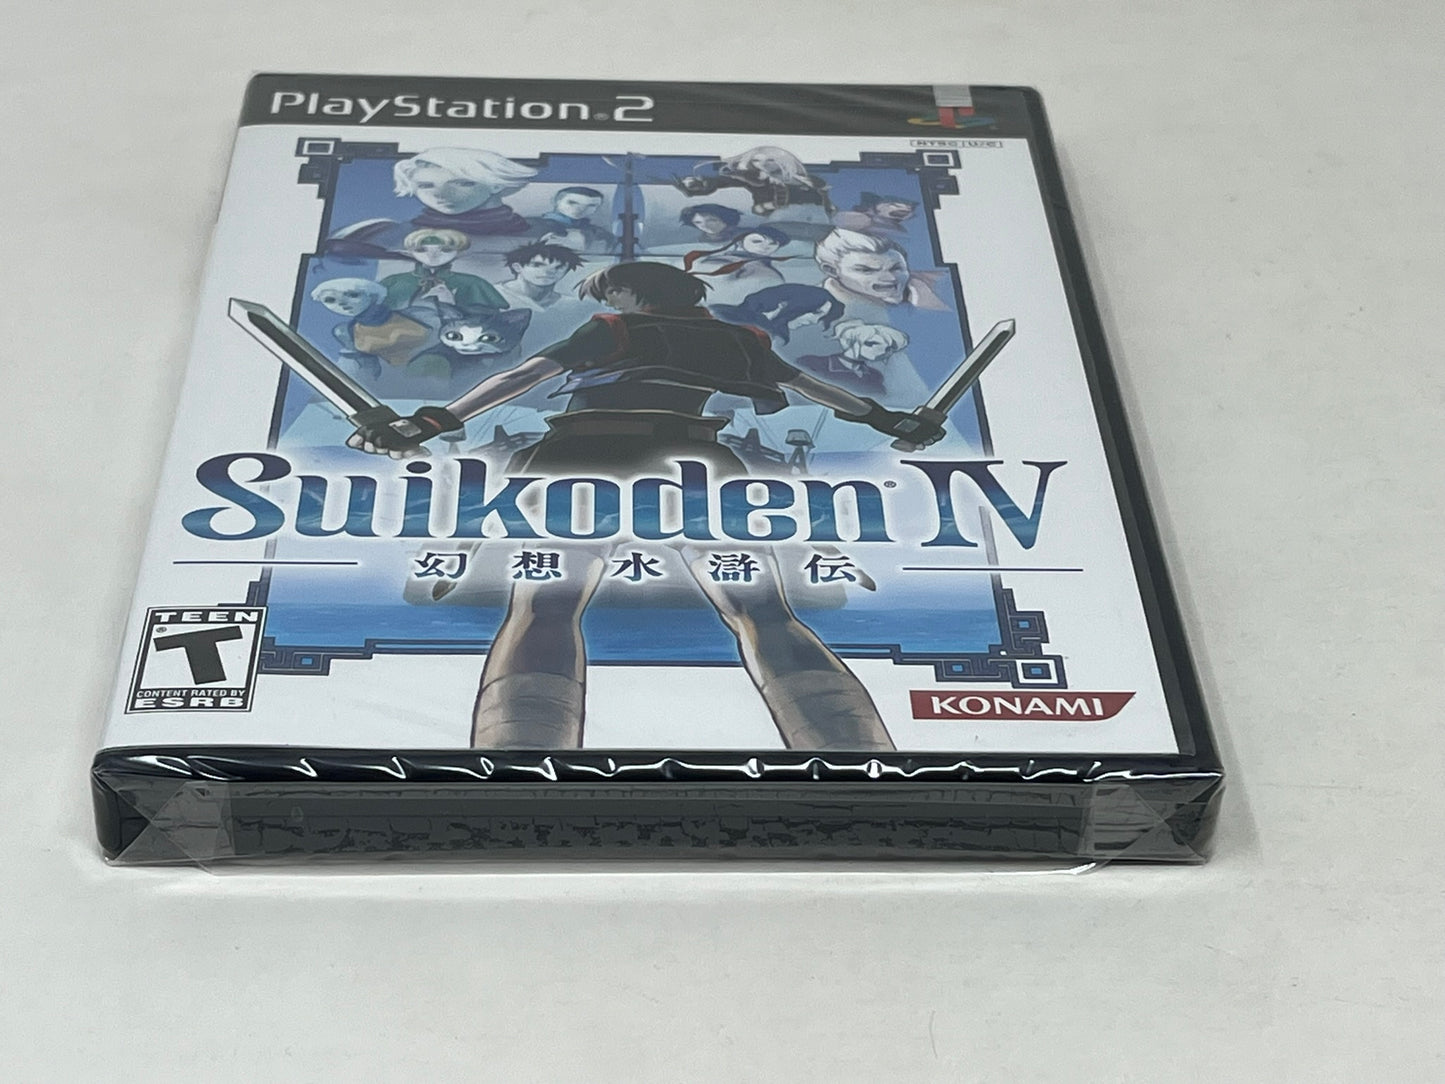 PlayStation®2
NTSC U/C
Suikoden® IV
幻想水滸伝
TEEN
T®
CONTENT RATED BY
ESRB
KONAMI